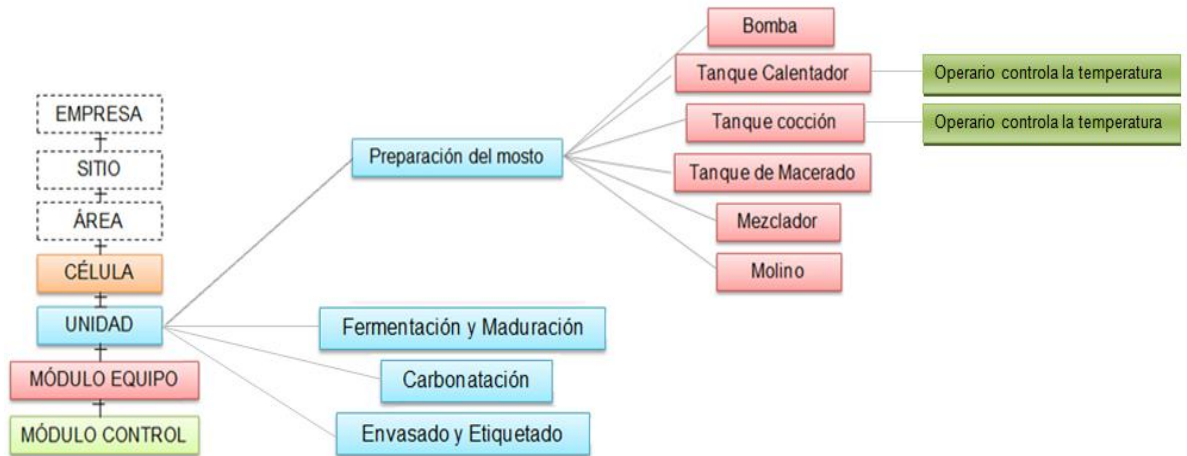 EMPRESA
SITIO
ÁREA
CÉLULA
UNIDAD
MÓDULO EQUIPO
MÓDULO CONTROL
Preparación del mosto
Fermentación y Maduración
Carbonatación
Envasado y Etiquetado
Bomba
Tanque Calentador
Tanque cocción
Tanque de Macerado
Mezclador
Molino
Operario controla la temperatura
Operario controla la temperatura